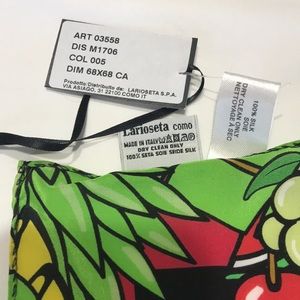 ART 03558
DIS M1706
COL 005
DIM 68X68 CA
Prodotto/Distribuito da: LARIOSETA S.P.A.
VIA ASIAGO, 31 22100 COMO IT
100% SILK
SOIE
DRY CLEAN ONLY
NETTOYAGE À SEC
Larioseta como
MADE IN ITALY
DRY CLEAN ONLY
100% SETA SOIE SEIDE SILK